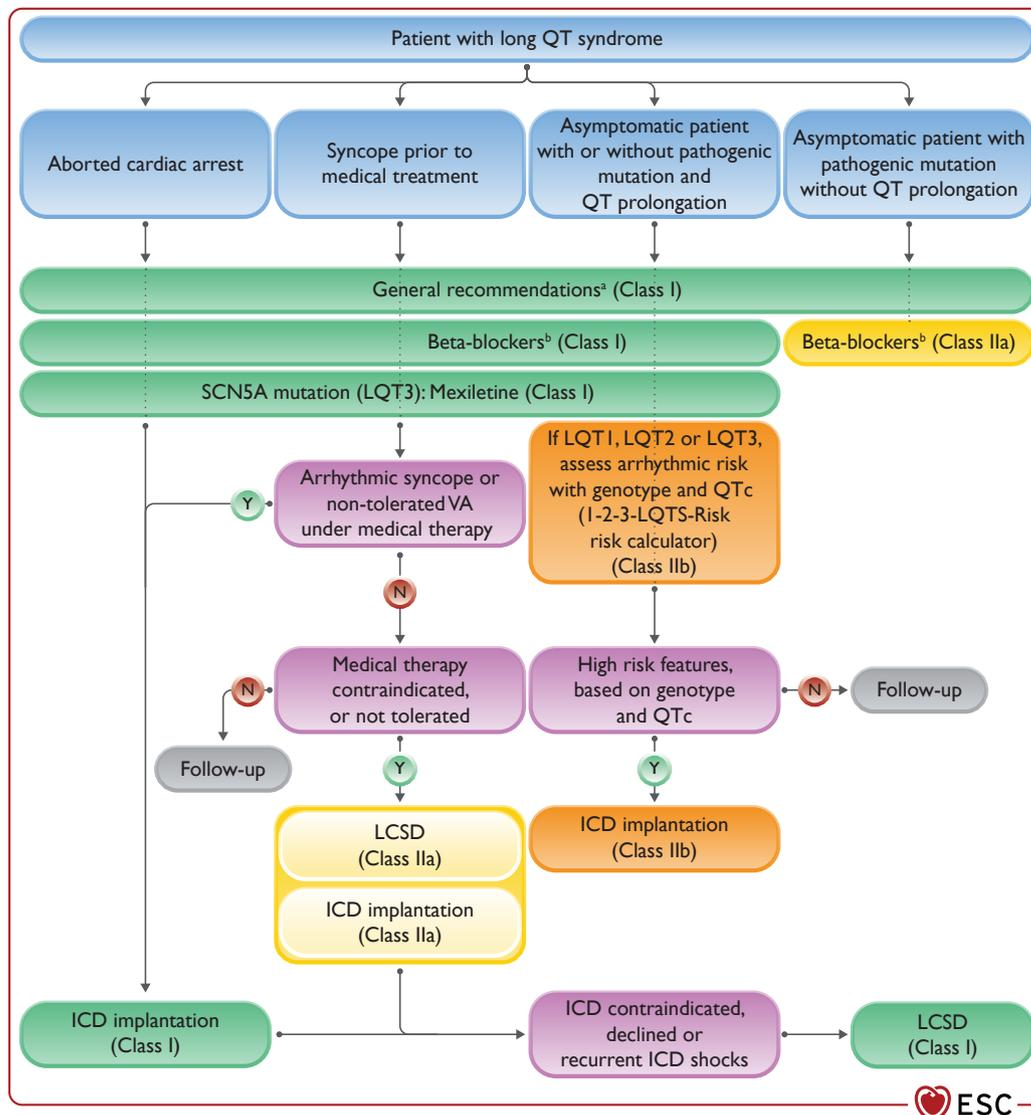 Patient with long QT syndrome
Aborted cardiac arrest
Syncope prior to
medical treatment
Asymptomatic patient
with or without pathogenic
mutation and
QT prolongation
Asymptomatic patient with
pathogenic mutation
without QT prolongation
General recommendationsᵃ (Class I)
Beta-blockersᵇ (Class I)
Beta-blockersᵇ (Class IIa)
SCN5A mutation (LQT3): Mexiletine (Class I)
Y
Arrhythmic syncope or
non-tolerated VA
under medical therapy
If LQT1, LQT2 or LQT3,
assess arrhythmic risk
with genotype and QTc
(1-2-3-LQTS-Risk
risk calculator)
(Class IIb)
N
N
Medical therapy
contraindicated,
or not tolerated
High risk features,
based on genotype
and QTc
N
Follow-up
Follow-up
Y
Y
LCSD
(Class IIa)
ICD implantation
(Class IIa)
ICD implantation
(Class IIb)
ICD implantation
(Class I)
ICD contraindicated,
declined or
recurrent ICD shocks
LCSD
(Class I)
ESC